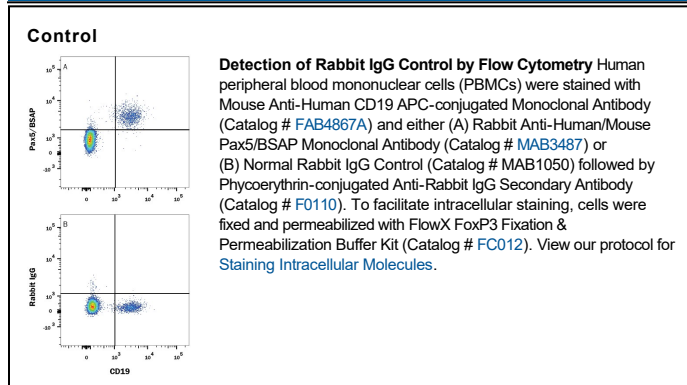 Control
Detection of Rabbit IgG Control by Flow Cytometry Human
peripheral blood mononuclear cells (PBMCs) were stained with
Mouse Anti-Human CD19 APC-conjugated Monoclonal Antibody
(Catalog # FAB4867A) and either (A) Rabbit Anti-Human/Mouse
Pax5/BSAP Monoclonal Antibody (Catalog # MAB3487) or
(B) Normal Rabbit IgG Control (Catalog # MAB1050) followed by
Phycoerythrin-conjugated Anti-Rabbit IgG Secondary Antibody
(Catalog # F0110). To facilitate intracellular staining, cells were
fixed and permeabilized with FlowX FoxP3 Fixation &
Permeabilization Buffer Kit (Catalog # FC012). View our protocol for
Staining Intracellular Molecules.
A
Pax5/BSAP
10⁵
10⁴
10³
0
-10³
B
Rabbit IgG
10⁵
10⁴
10³
0
-10³
0 10³ 10⁴ 10⁵
CD19